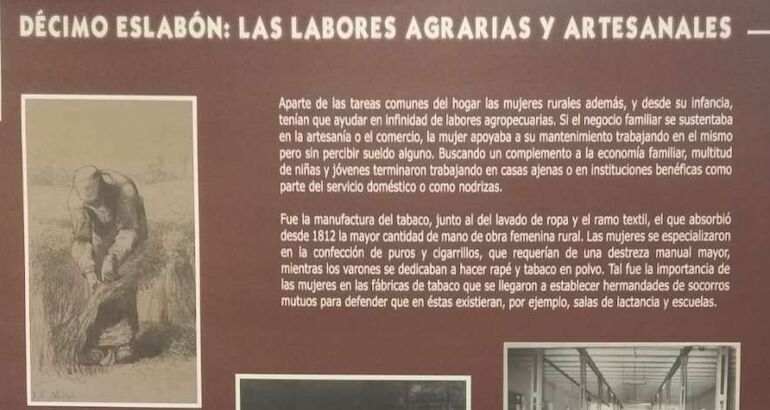 DÉCIMO ESLABÓN: LAS LABORES AGRARIAS Y ARTESANALES
Aparte de las tareas comunes del hogar las mujeres rurales además, y desde su infancia,
tenían que ayudar en infinidad de labores agropecuarias. Si el negocio familiar se sustentaba
en la artesanía o el comercio, la mujer apoyaba a su mantenimiento trabajando en el mismo
pero sin percibir sueldo alguno. Buscando un complemento a la economía familiar, multitud
de niñas y jóvenes terminaron trabajando en casas ajenas o en instituciones benéficas como
parte del servicio doméstico o como nodrizas.
Fue la manufactura del tabaco, junto al del lavado de ropa y el ramo textil, el que absorbió
desde 1812 la mayor cantidad de mano de obra femenina rural. Las mujeres se especializaron
en la confección de puros y cigarrillos, que requerían de una destreza manual mayor,
mientras los varones se dedicaban a hacer rapé y tabaco en polvo. Tal fue la importancia de
las mujeres en las fábricas de tabaco que se llegaron a establecer hermandades de socorros
mutuos para defender que en éstas existieran, por ejemplo, salas de lactancia y escuelas.